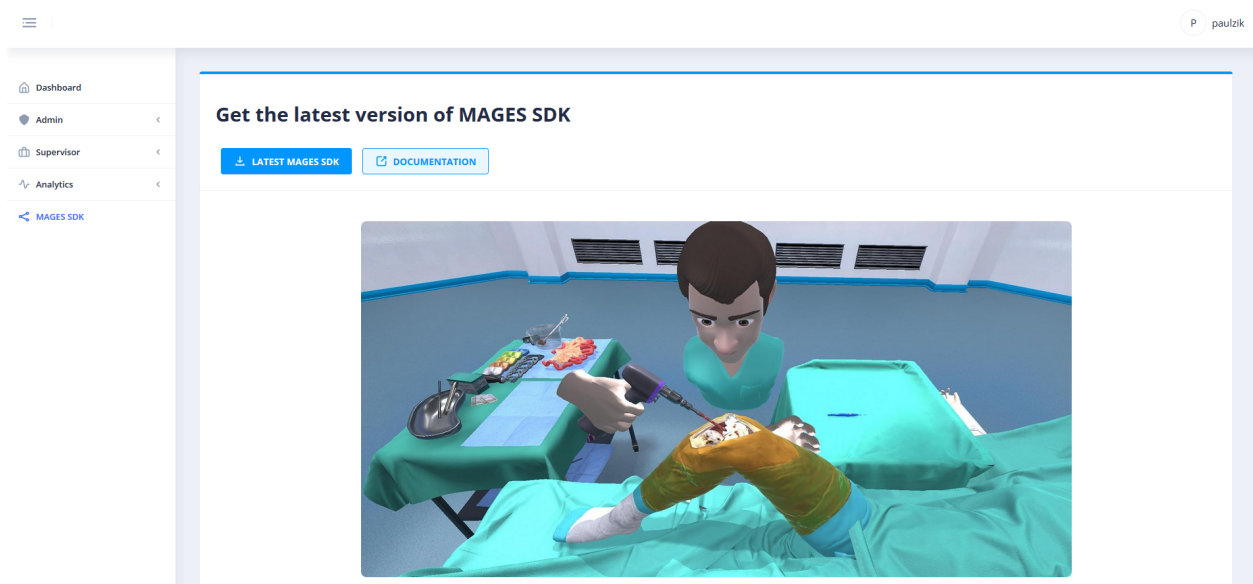 P paulzik
Dashboard
Admin
Supervisor
Analytics
MAGES SDK
Get the latest version of MAGES SDK
LATEST MAGES SDK DOCUMENTATION